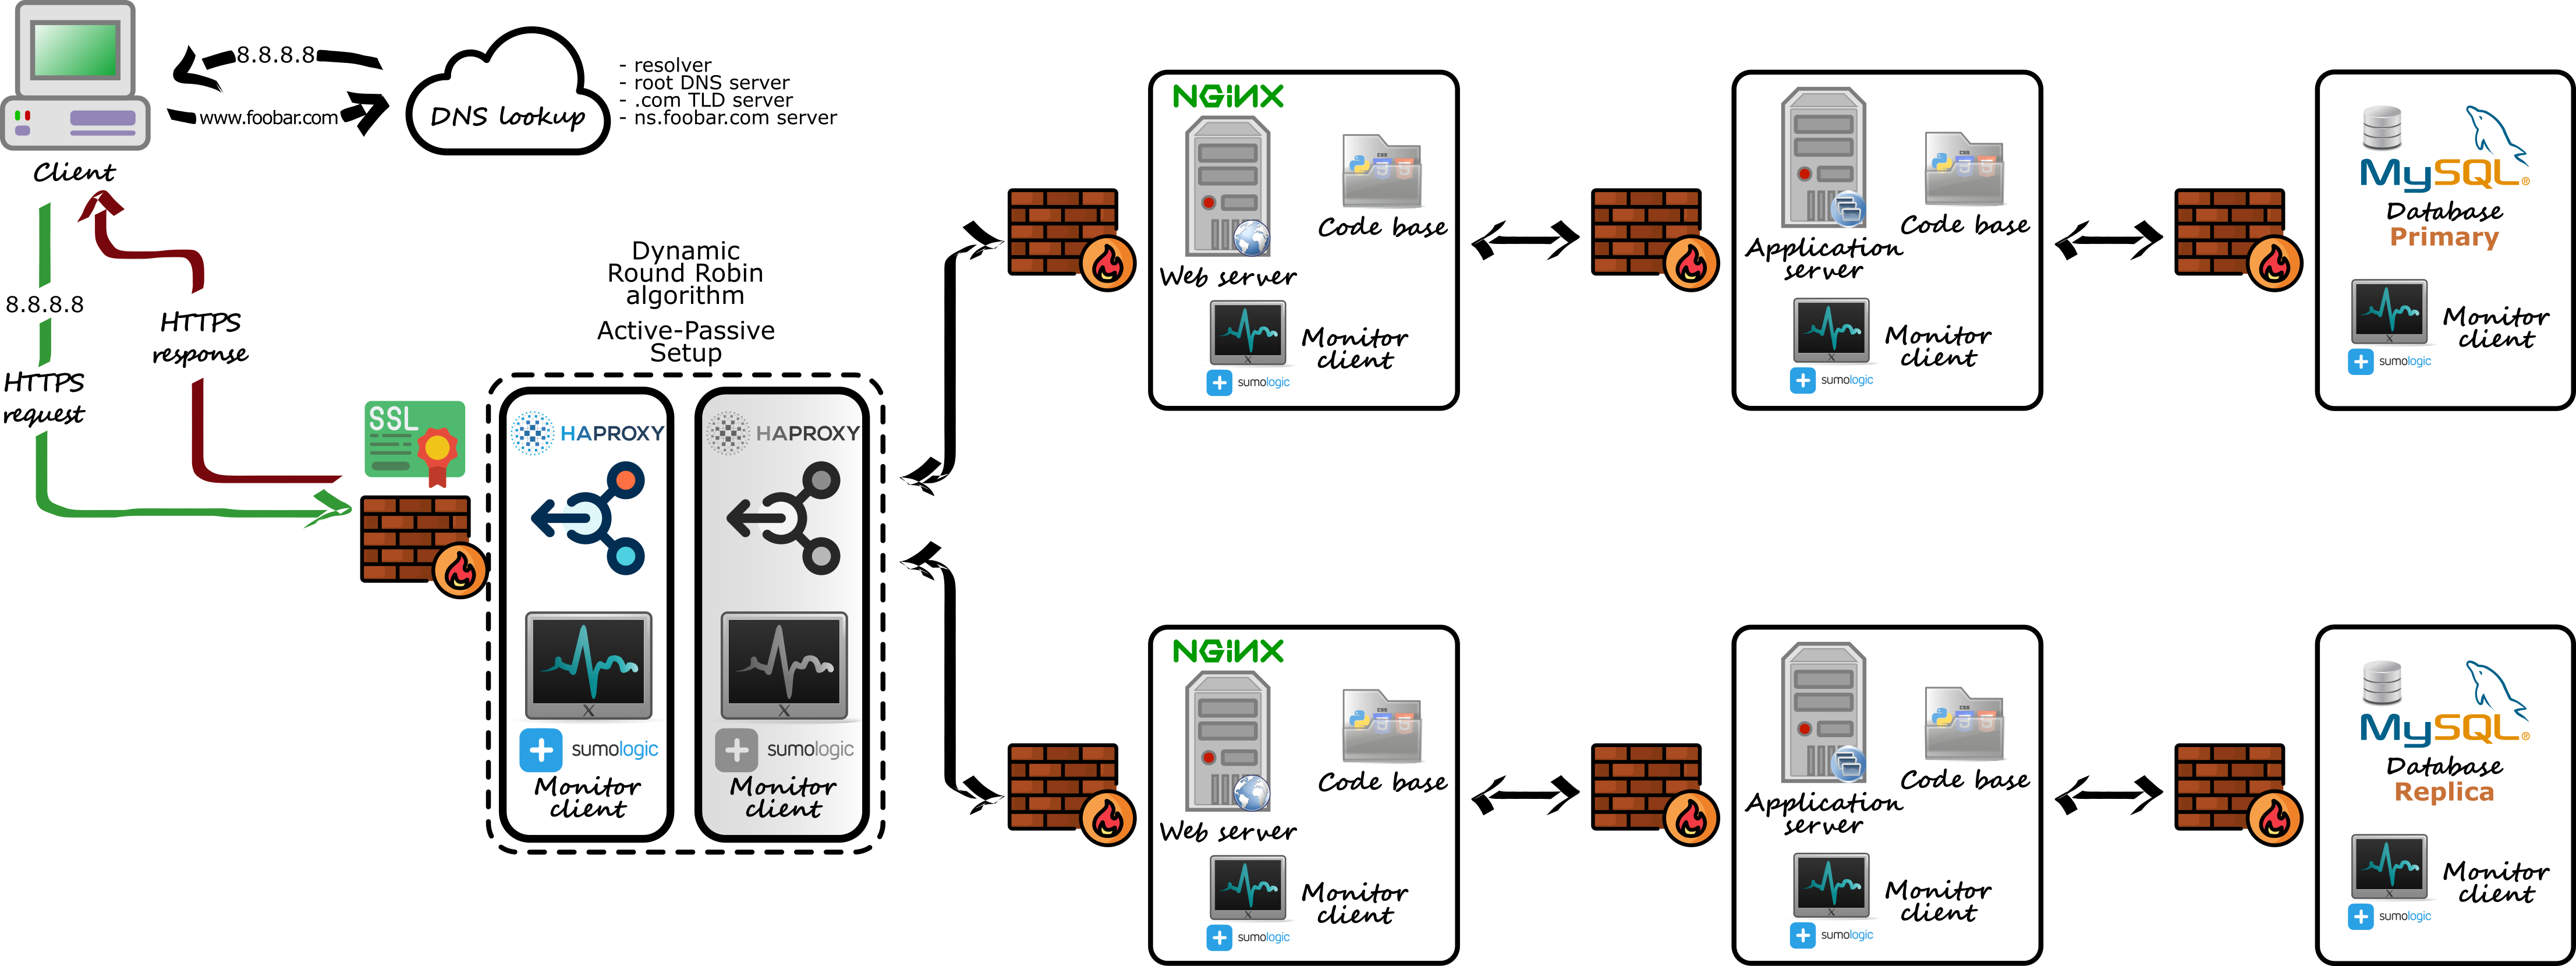 8.8.8.8
www.foobar.com
DNS lookup
- resolver
- root DNS server
- .com TLD server
- ns.foobar.com server
Client
8.8.8.8
HTTPS
request
HTTPS
response
SSL
Dynamic
Round Robin
algorithm
Active-Passive
Setup
HAPROXY
X
sumologic
Monitor
client
HAPROXY
X
sumologic
Monitor
client
NGINX
Web server
CSS
Code base
X
Monitor
client
sumologic
Application
server
CSS
Code base
X
Monitor
client
sumologic
MySQL®
Database
Primary
X
Monitor
client
sumologic
NGINX
Web server
CSS
Code base
X
Monitor
client
sumologic
Application
server
CSS
Code base
X
Monitor
client
sumologic
MySQL®
Database
Replica
X
Monitor
client
sumologic